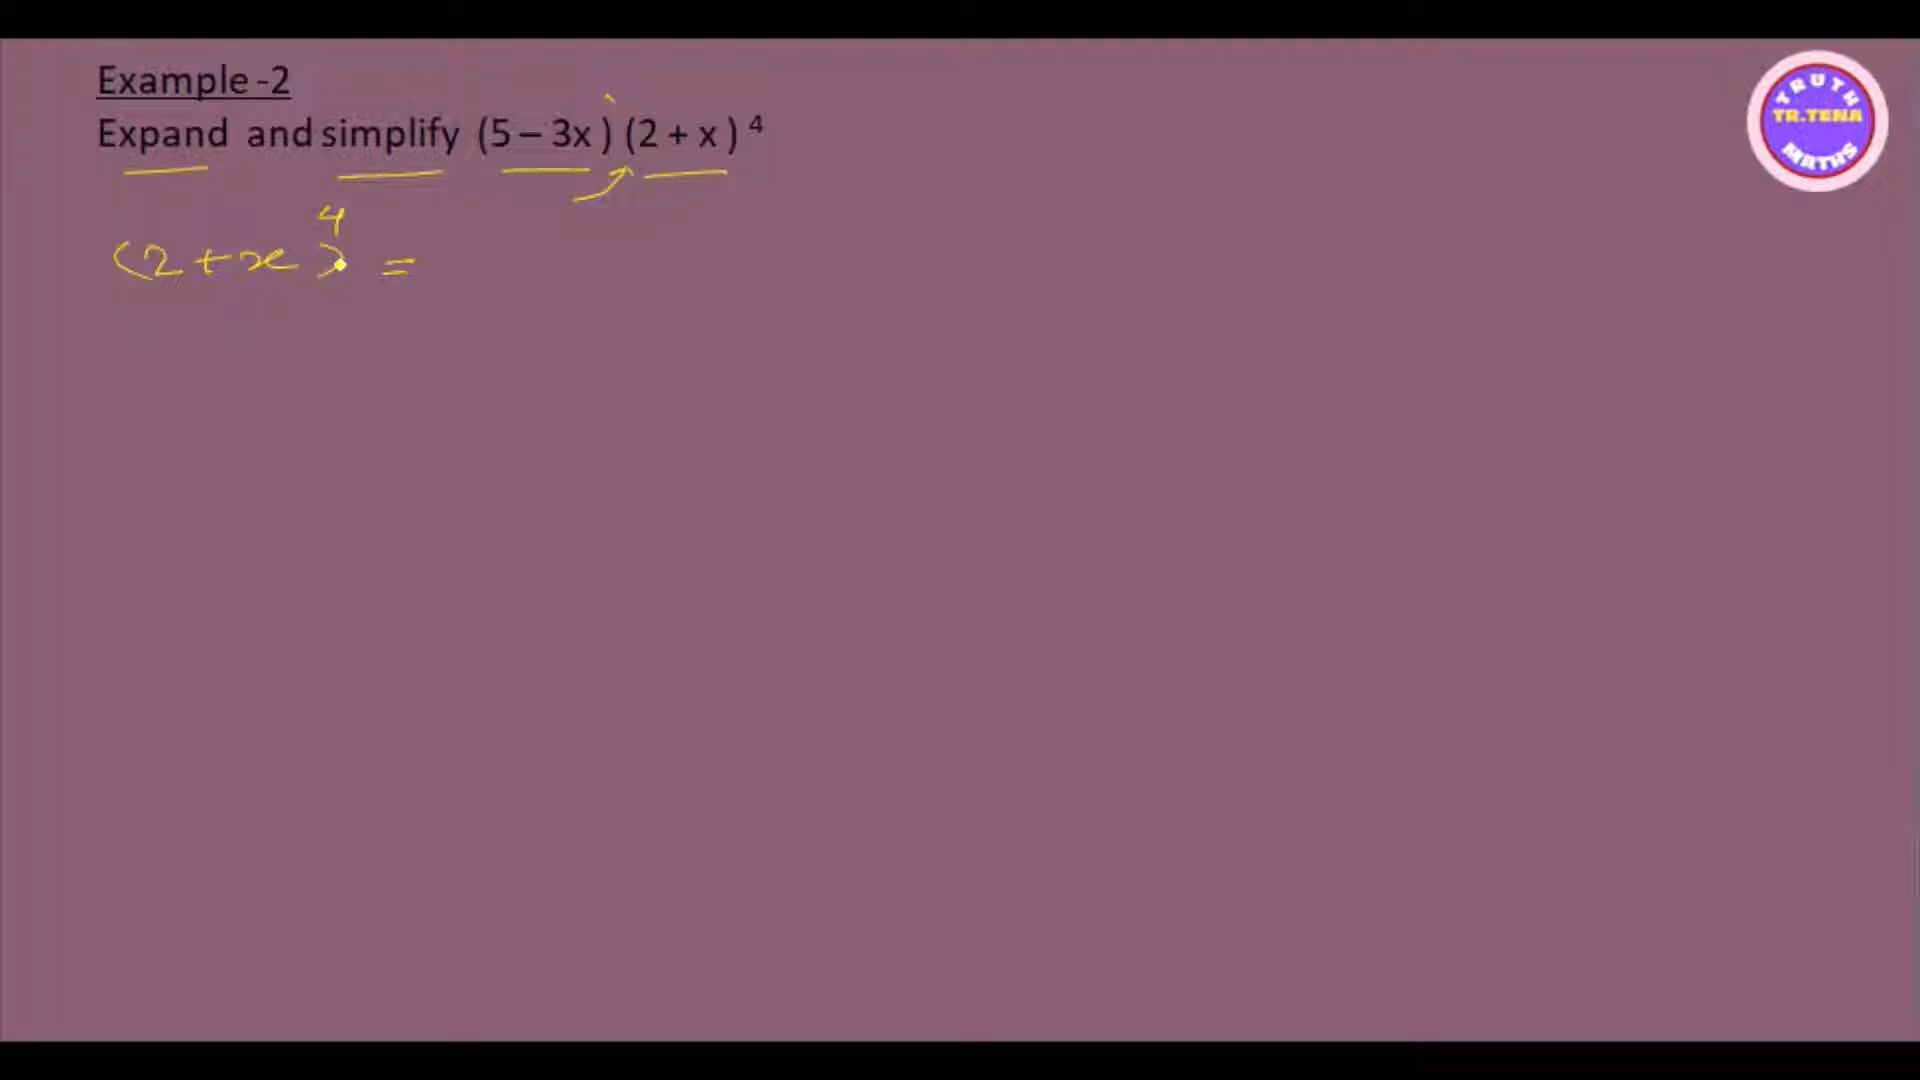 Example -2
Expand and simplify (5 – 3x ) (2 + x ) ⁴
(2 + x )⁴ =
TRUTH
TR.TENA
MATHS